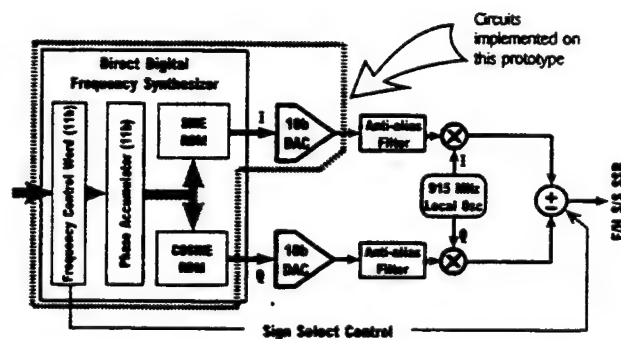 Circuits
implemented on
this prototype
Direct Digital
Frequency Synthesizer
Frequency Control Word (11b)
Phase Accumulator (11b)
SINE
ROM
COSINE
ROM
I
10b
DAC
Anti-alias
Filter
I
915 MHz
Local Osc.
Q
±
Q
10b
DAC
Anti-alias
Filter
F/H S/S SSB
Sign Select Control